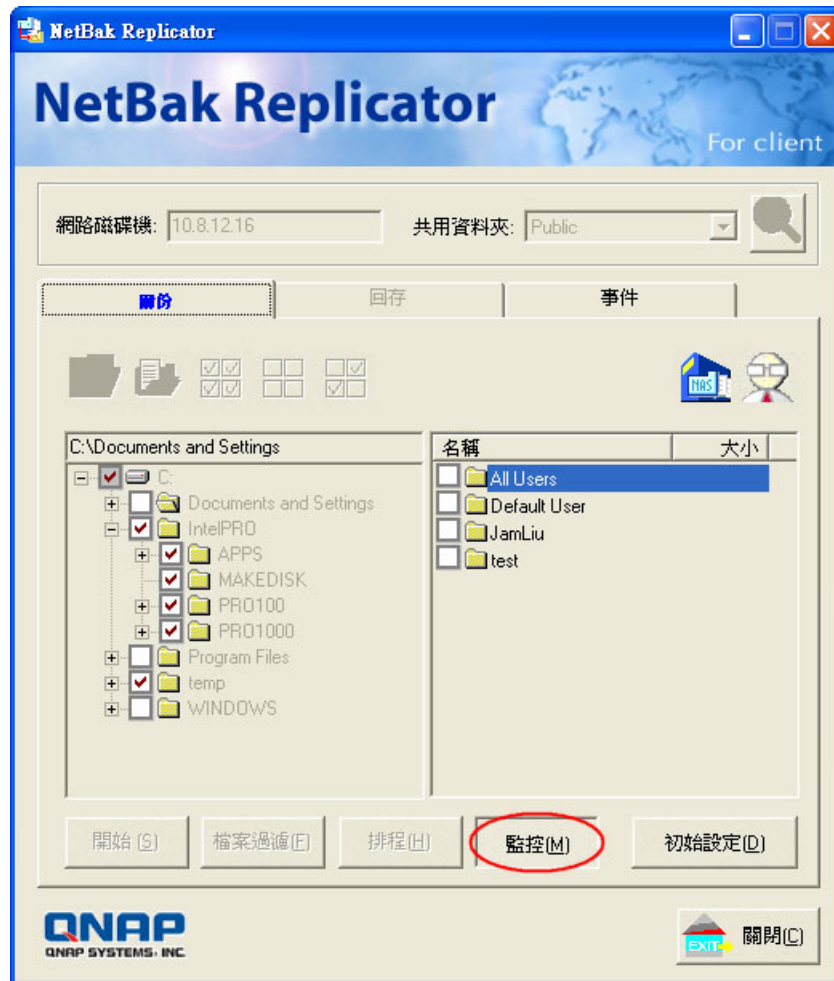 NetBak Replicator
NetBak Replicator
For client
網路磁碟機: 10.8.12.16 共用資料夾: Public
備份 回存 事件
NAS
C:\Documents and Settings
C:
Documents and Settings
IntelPRO
APPS
MAKEDISK
PRO100
PRO1000
Program Files
temp
WINDOWS
名稱 大小
All Users
Default User
JamLiu
test
開始 (S) 檔案過濾(F) 排程(H) 監控(M) 初始設定(D)
QNAP
QNAP SYSTEMS, INC
EXIT 關閉(C)